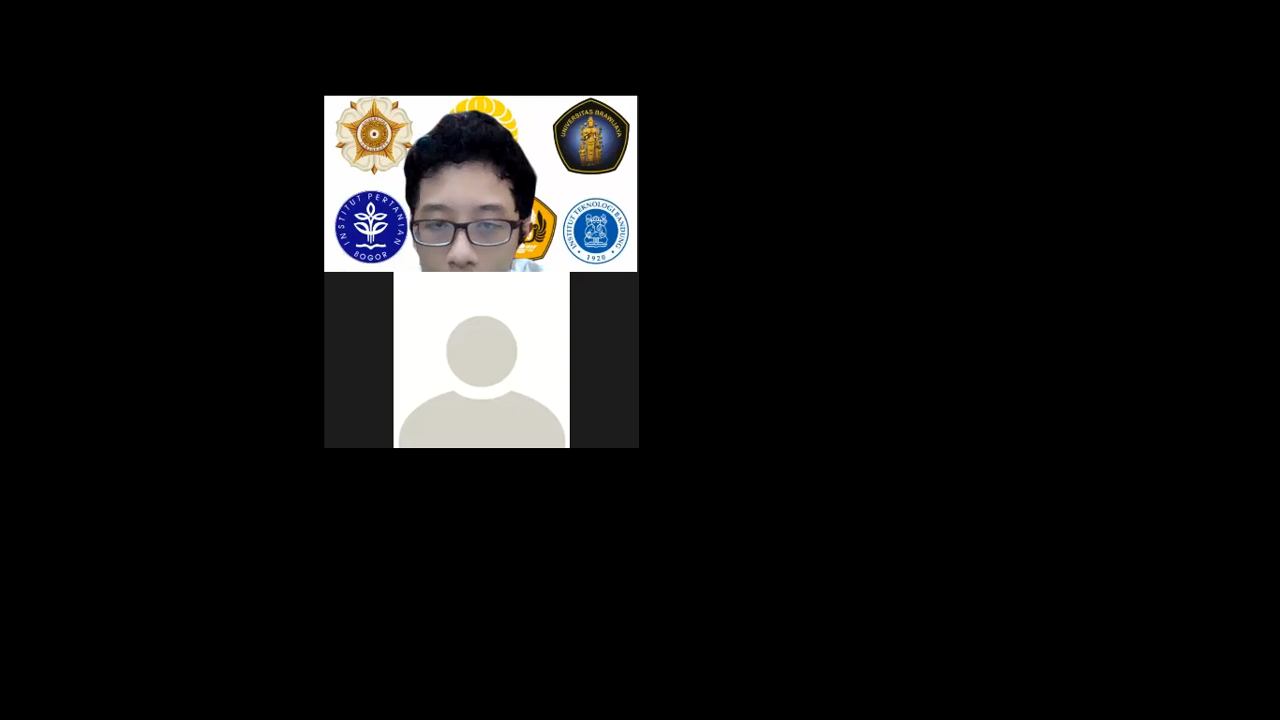 UNIVERSITAS BRAWIJAYA
INSTITUT PERTANIAN
BOGOR
INSTITUT TEKNOLOGI BANDUNG
1920